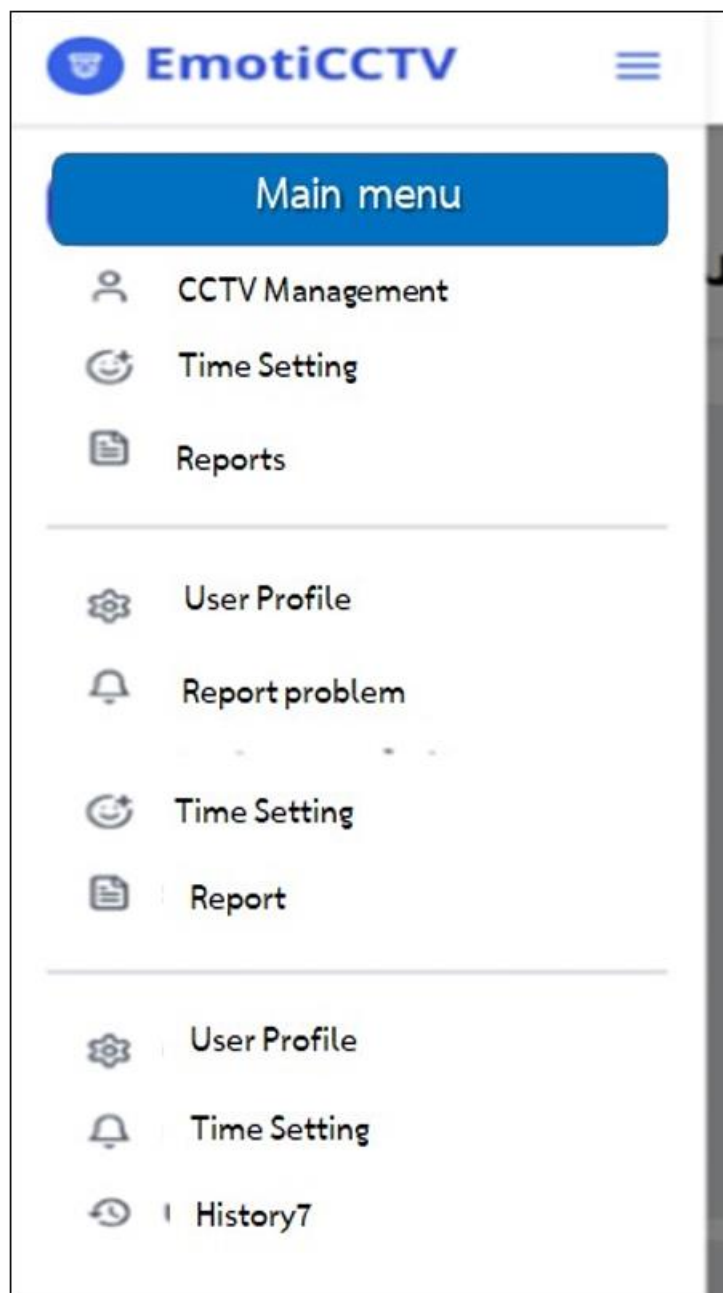 EmotiCCTV
Main menu
CCTV Management
Time Setting
Reports
User Profile
Report problem
Time Setting
Report
User Profile
Time Setting
History7